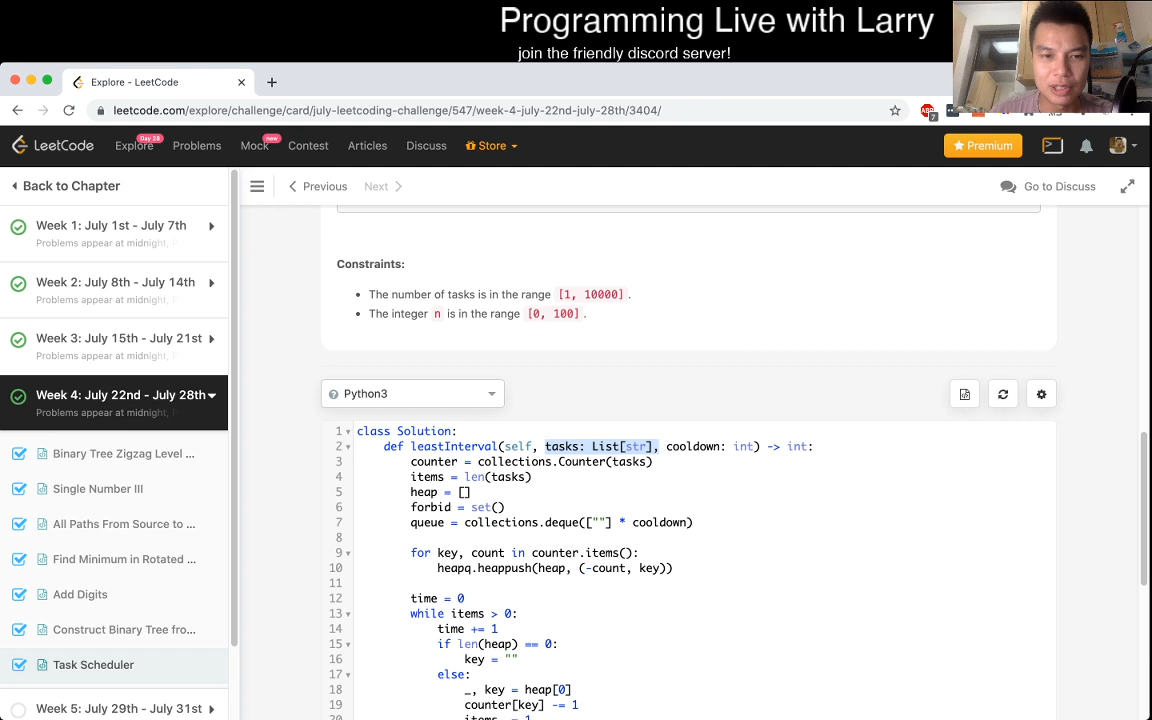 Programming Live with Larry
join the friendly discord server!
Explore - LeetCode
leetcode.com/explore/challenge/card/july-leetcoding-challenge/547/week-4-july-22nd-july-28th/3404/
LeetCode
Explore
Day 28
Problems
Mock
new
Contest
Articles
Discuss
Store
Premium
Back to Chapter
Previous
Next
Go to Discuss
Week 1: July 1st - July 7th
Problems appear at midnight, P
Week 2: July 8th - July 14th
Problems appear at midnight, P
Week 3: July 15th - July 21st
Problems appear at midnight, P
Week 4: July 22nd - July 28th
Problems appear at midnight, P
Binary Tree Zigzag Level ...
Single Number III
All Paths From Source to ...
Find Minimum in Rotated ...
Add Digits
Construct Binary Tree fro...
Task Scheduler
Week 5: July 29th - July 31st
Constraints:
• The number of tasks is in the range [1, 10000].
• The integer n is in the range [0, 100].
Python3
1 class Solution:
2 def leastInterval(self, tasks: List[str], cooldown: int) -> int:
3 counter = collections.Counter(tasks)
4 items = len(tasks)
5 heap = []
6 forbid = set()
7 queue = collections.deque([""] * cooldown)
8
9 for key, count in counter.items():
10 heapq.heappush(heap, (-count, key))
11
12 time = 0
13 while items > 0:
14 time += 1
15 if len(heap) == 0:
16 key = ""
17 else:
18 _, key = heap[0]
19 counter[key] -= 1
20 items -= 1